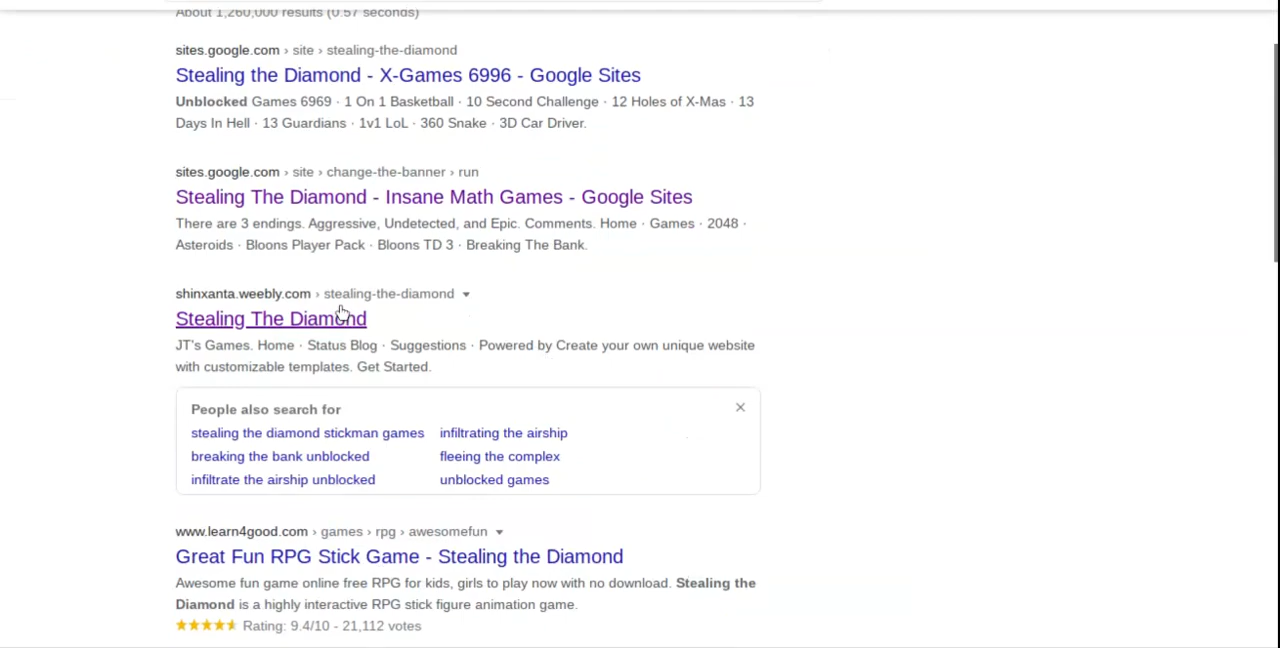 About 1,260,000 results (0.57 seconds)
sites.google.com › site › stealing-the-diamond
Stealing the Diamond - X-Games 6996 - Google Sites
Unblocked Games 6969 · 1 On 1 Basketball · 10 Second Challenge · 12 Holes of X-Mas · 13
Days In Hell · 13 Guardians · 1v1 LoL · 360 Snake · 3D Car Driver.
sites.google.com › site › change-the-banner › run
Stealing The Diamond - Insane Math Games - Google Sites
There are 3 endings. Aggressive, Undetected, and Epic. Comments. Home · Games · 2048 ·
Asteroids · Bloons Player Pack · Bloons TD 3 · Breaking The Bank.
shinxanta.weebly.com › stealing-the-diamond
Stealing The Diamond
JT's Games. Home · Status Blog · Suggestions · Powered by Create your own unique website
with customizable templates. Get Started.
People also search for
stealing the diamond stickman games infiltrating the airship
breaking the bank unblocked fleeing the complex
infiltrate the airship unblocked unblocked games
www.learn4good.com › games › rpg › awesomefun
Great Fun RPG Stick Game - Stealing the Diamond
Awesome fun game online free RPG for kids, girls to play now with no download. Stealing the
Diamond is a highly interactive RPG stick figure animation game.
Rating: 9.4/10 - 21,112 votes